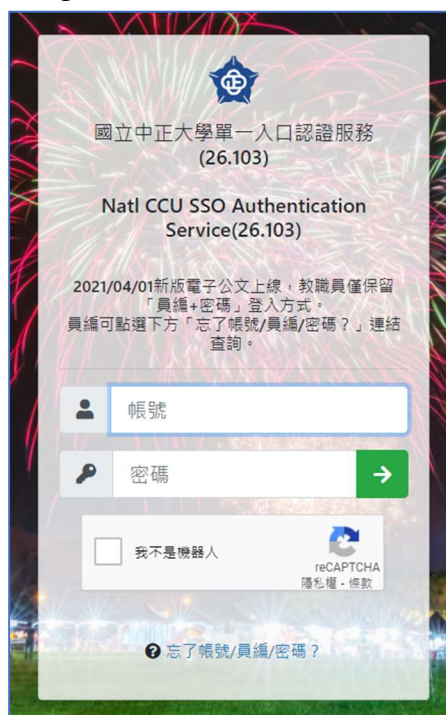 國立中正大學單一入口認證服務
(26.103)
Natl CCU SSO Authentication
Service(26.103)
2021/04/01新版電子公文上線，教職員僅保留
「員編+密碼」登入方式。
員編可點選下方「忘了帳號/員編/密碼？」連結
查詢。
帳號
密碼
我不是機器人
reCAPTCHA
隱私權 - 條款
忘了帳號/員編/密碼？